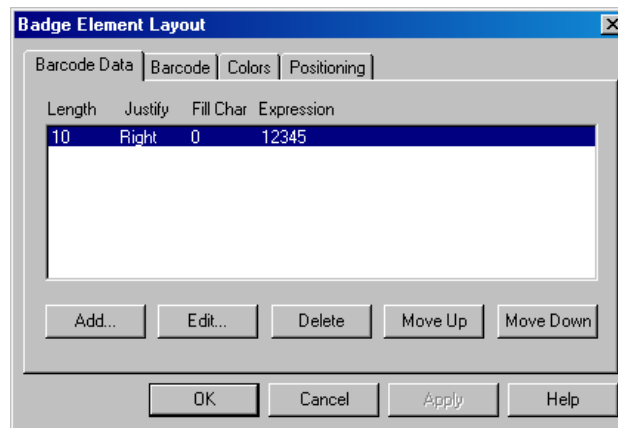 Badge Element Layout
Barcode Data Barcode Colors Positioning
Length Justify Fill Char Expression
10 Right 0 12345
Add... Edit... Delete Move Up Move Down
OK Cancel Apply Help